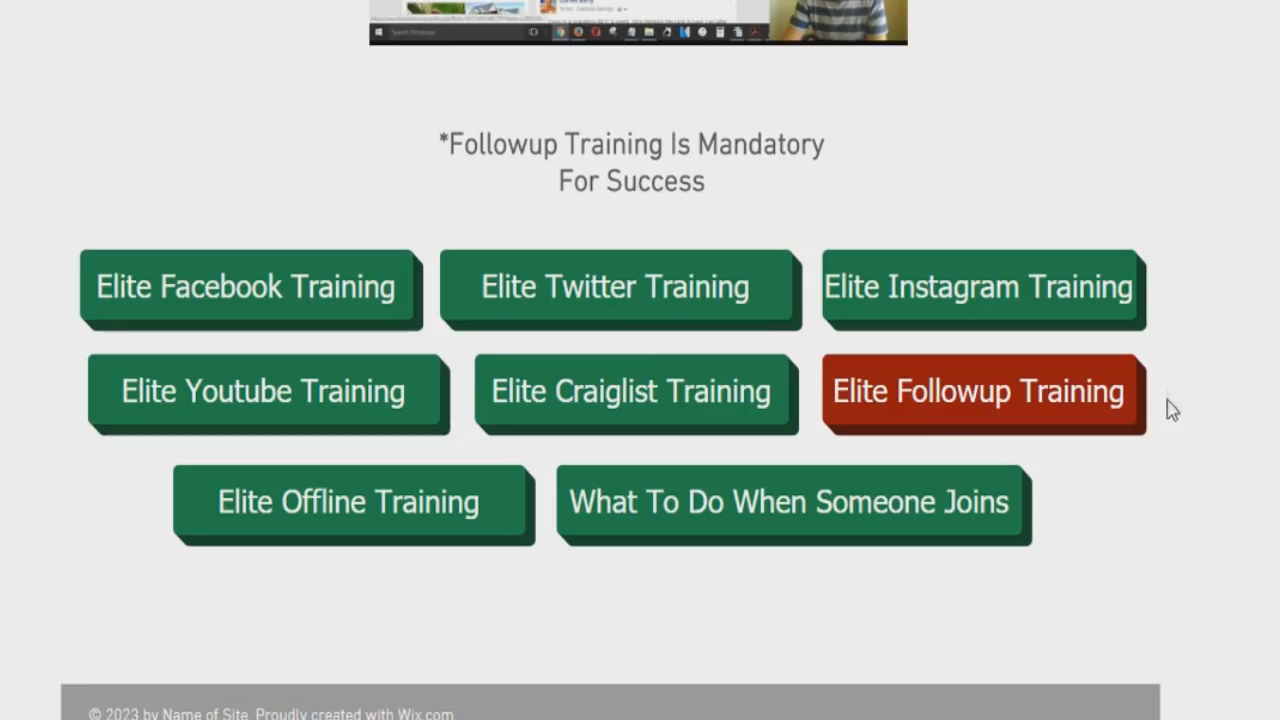 Search Windows
*Followup Training Is Mandatory
For Success
Elite Facebook Training
Elite Twitter Training
Elite Instagram Training
Elite Youtube Training
Elite Craiglist Training
Elite Followup Training
Elite Offline Training
What To Do When Someone Joins
© 2023 by Name of Site. Proudly created with Wix.com